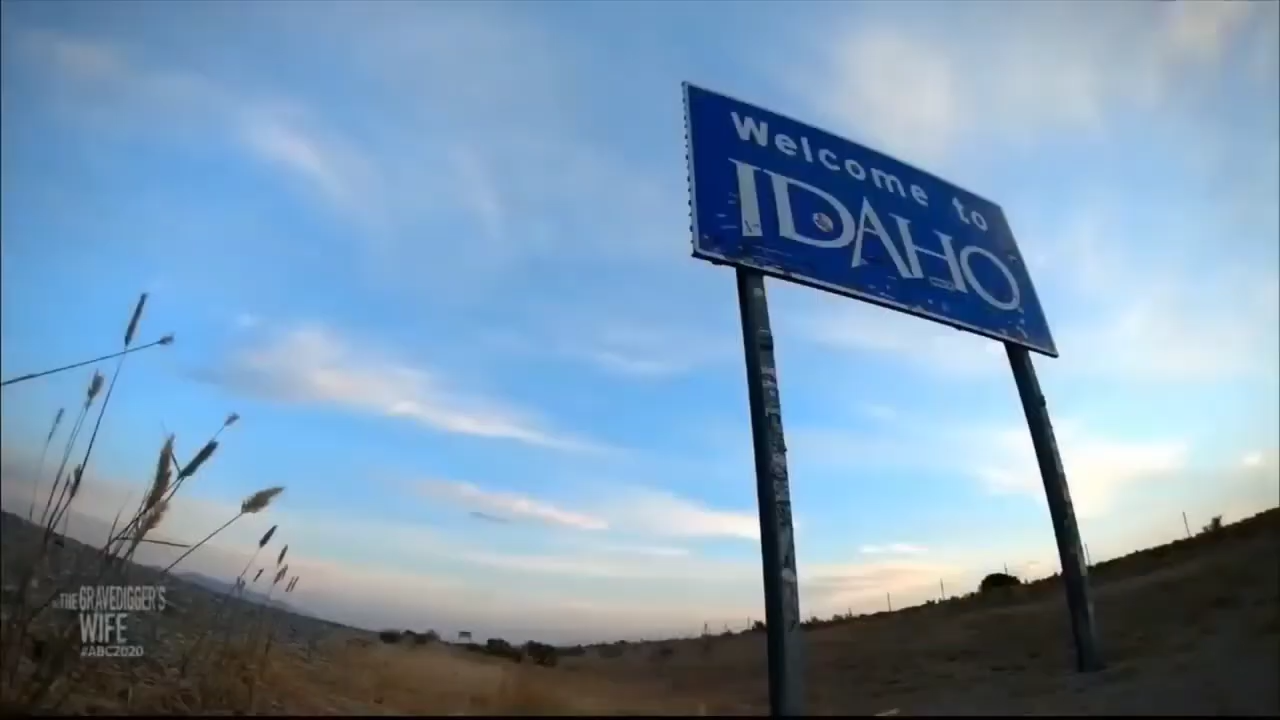 Welcome to
IDAHO
THE GRAVEDIGGER'S
WIFE
#ABC2020